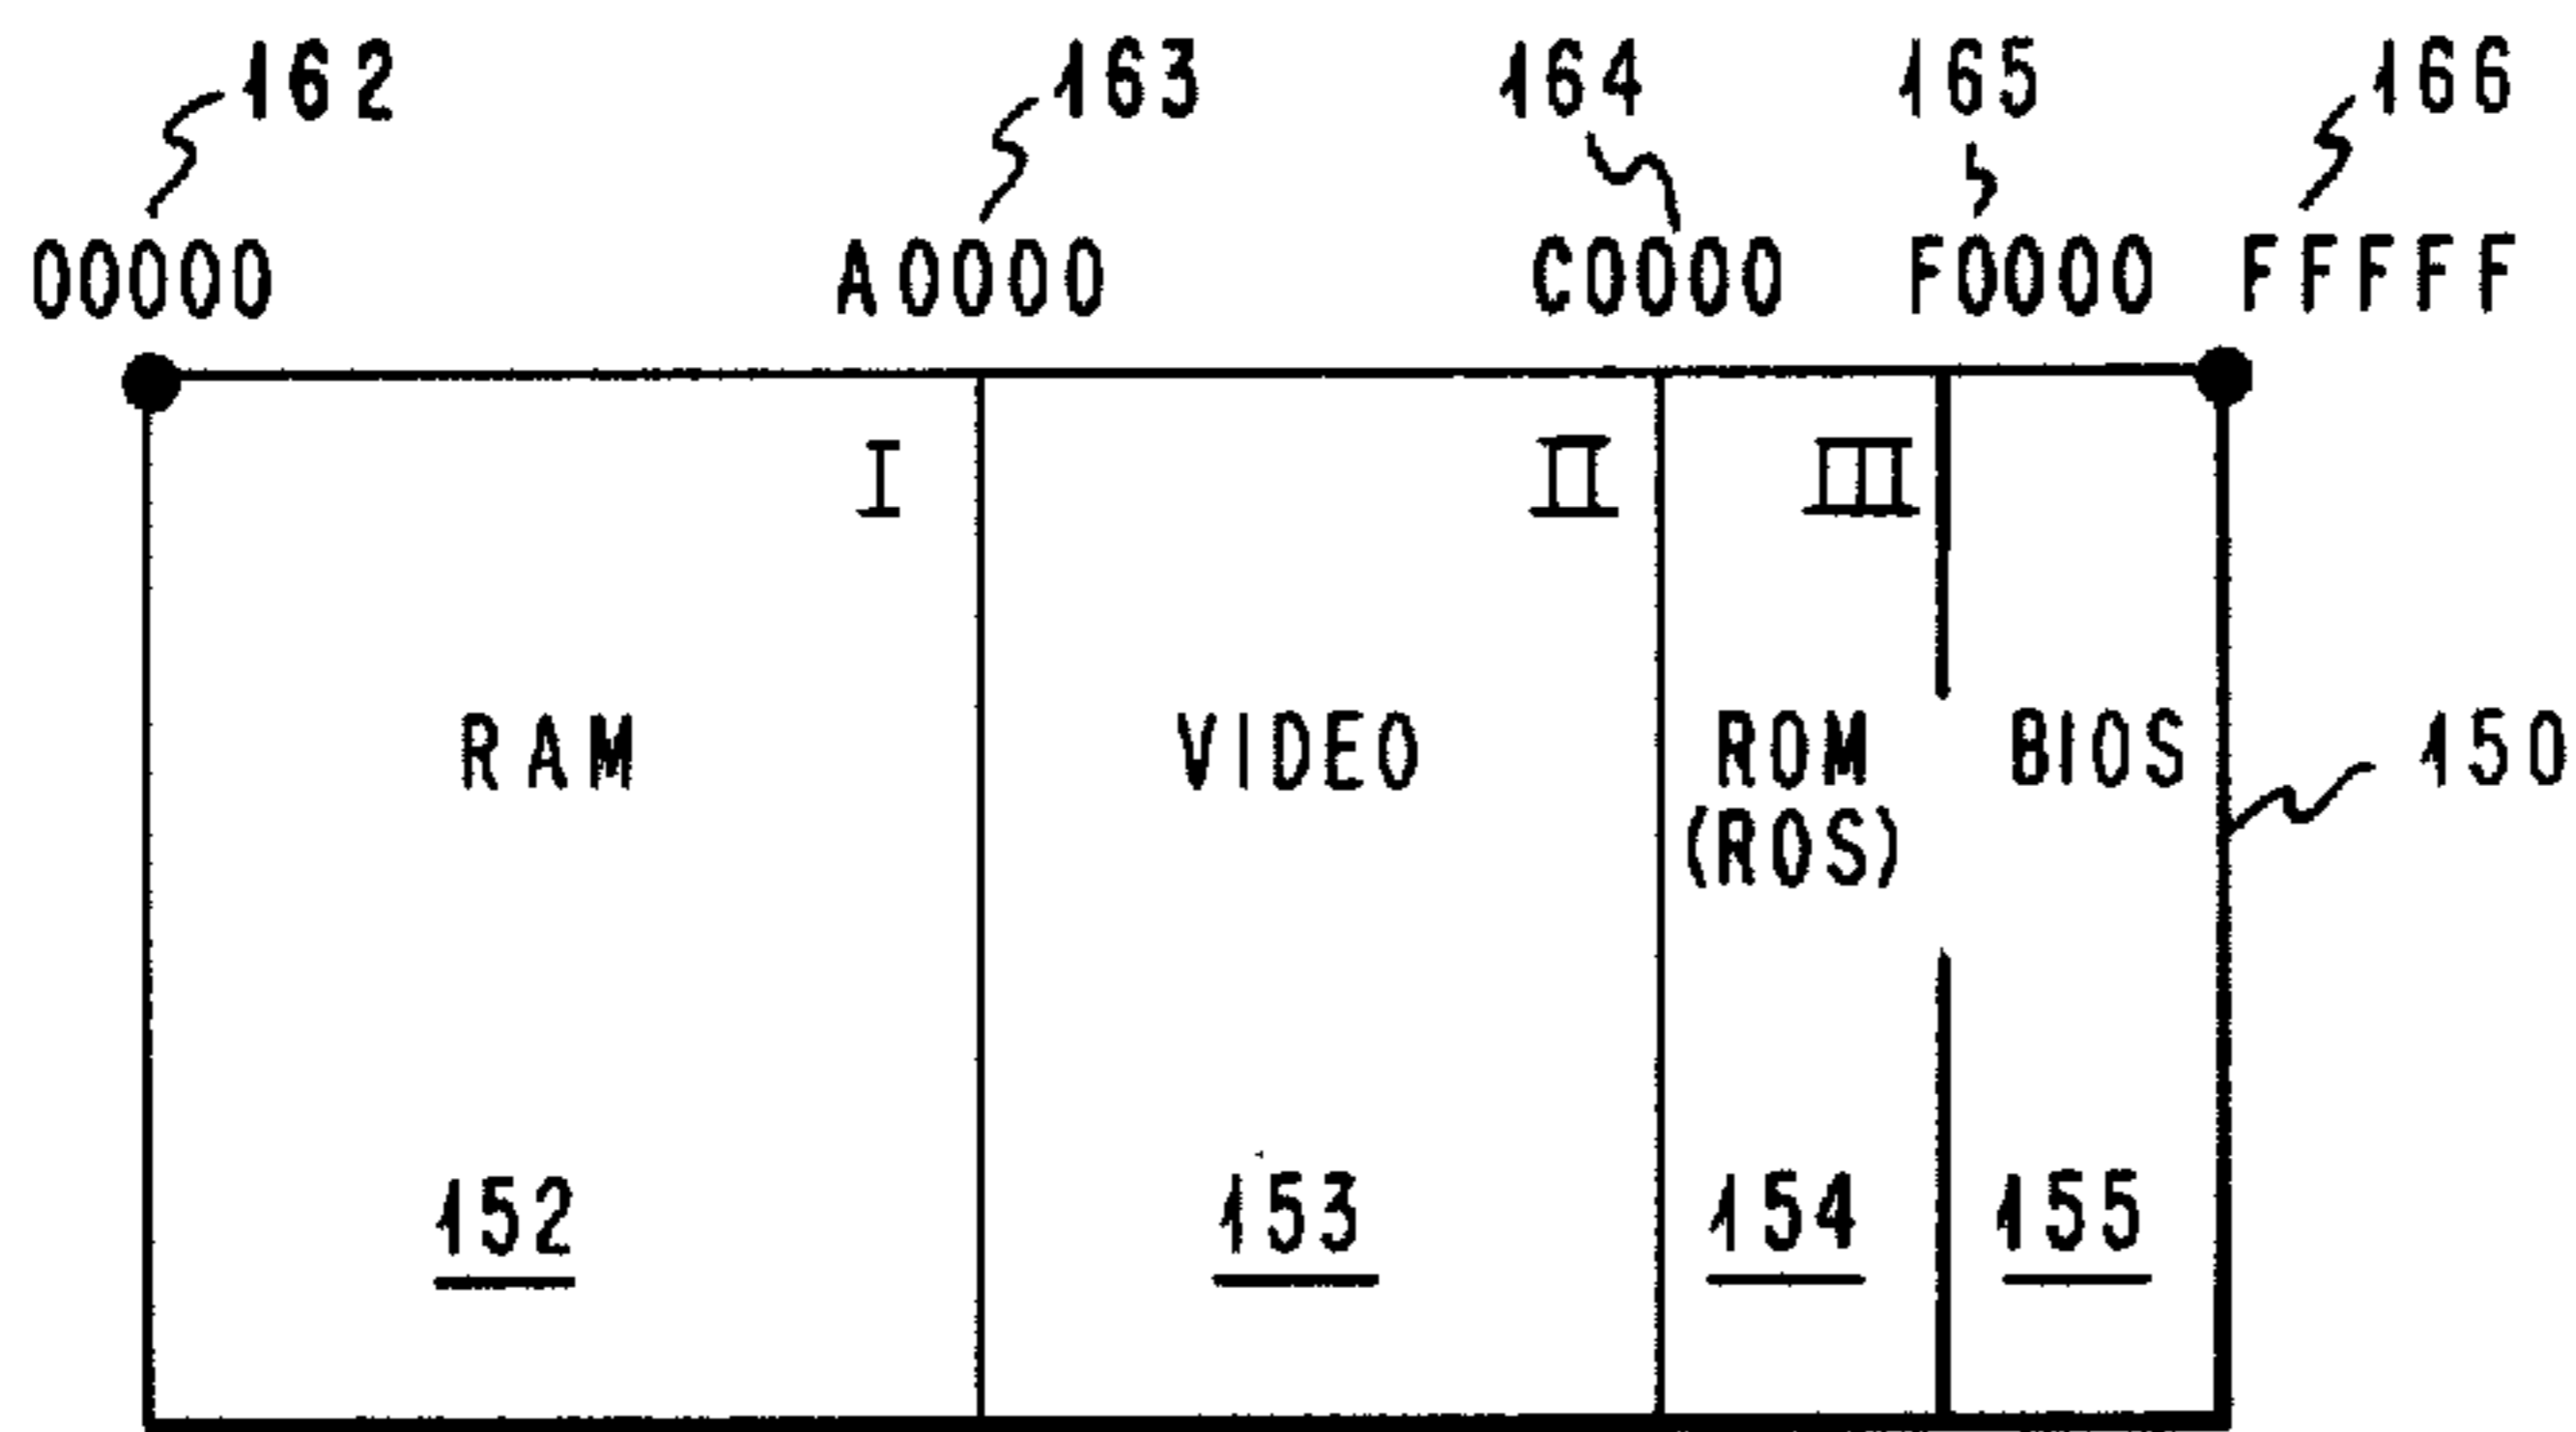 162 163 164 165 166
00000 A0000 C0000 F0000 FFFFF
I II III
RAM VIDEO ROM BIOS 150
(ROS)
152 153 154 155